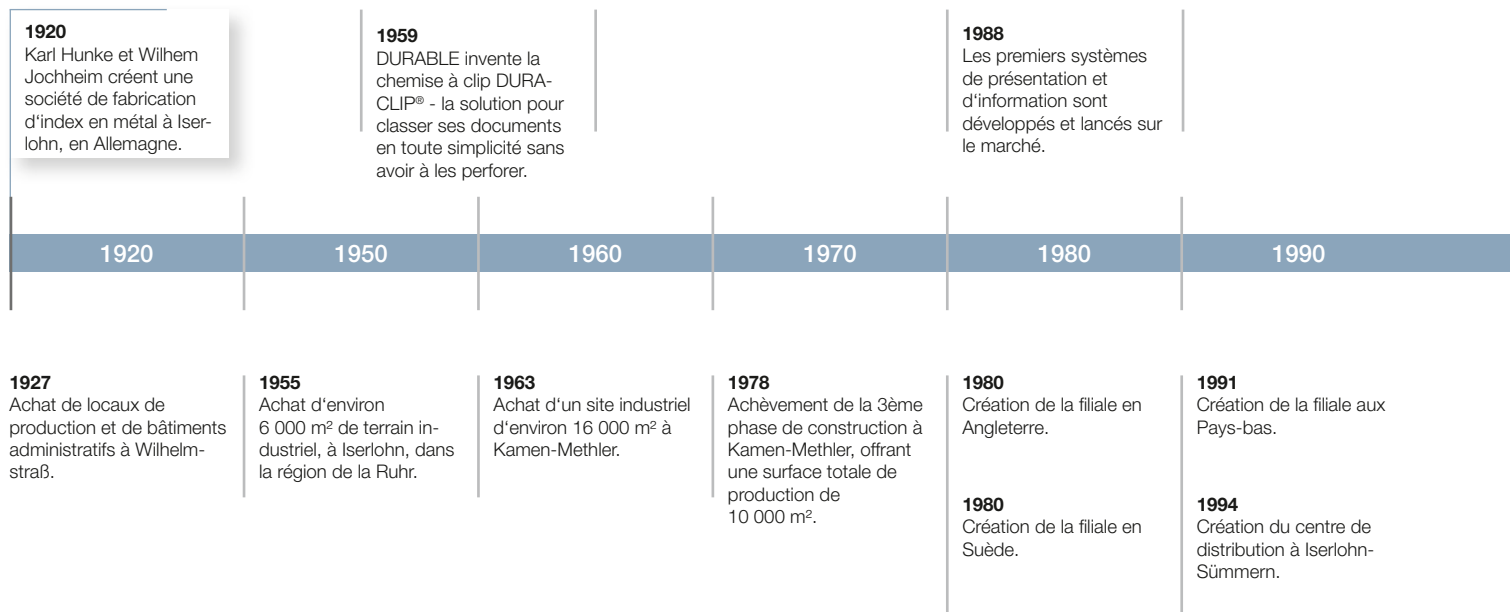 1920
Karl Hunke et Wilhem
Jochheim créent une
société de fabrication
d‘index en métal à Iser-
lohn, en Allemagne.
1959
DURABLE invente la
chemise à clip DURA-
CLIP® - la solution pour
classer ses documents
en toute simplicité sans
avoir à les perforer.
1988
Les premiers systèmes
de présentation et
d‘information sont
développés et lancés sur
le marché.
1920
1950
1960
1970
1980
1990
1927
Achat de locaux de
production et de bâtiments
administratifs à Wilhelm-
straß.
1955
Achat d‘environ
6 000 m² de terrain in-
dustriel, à Iserlohn, dans
la région de la Ruhr.
1963
Achat d‘un site industriel
d‘environ 16 000 m² à
Kamen-Methler.
1978
Achèvement de la 3ème
phase de construction à
Kamen-Methler, offrant
une surface totale de
production de
10 000 m².
1980
Création de la filiale en
Angleterre.
1980
Création de la filiale en
Suède.
1991
Création de la filiale aux
Pays-bas.
1994
Création du centre de
distribution à Iserlohn-
Sümmern.